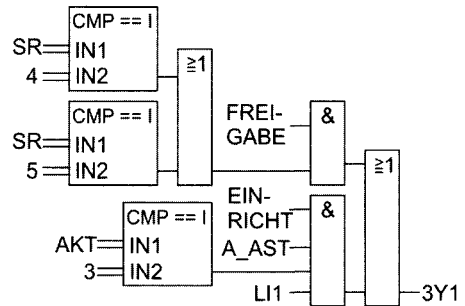 CMP == I
SR IN1
4 IN2
≥1
CMP == I
SR IN1
5 IN2
FREI-
GABE
&
≥1
EIN-
RICHT
&
CMP == I
AKT IN1
A_AST
3 IN2
LI1
3Y1